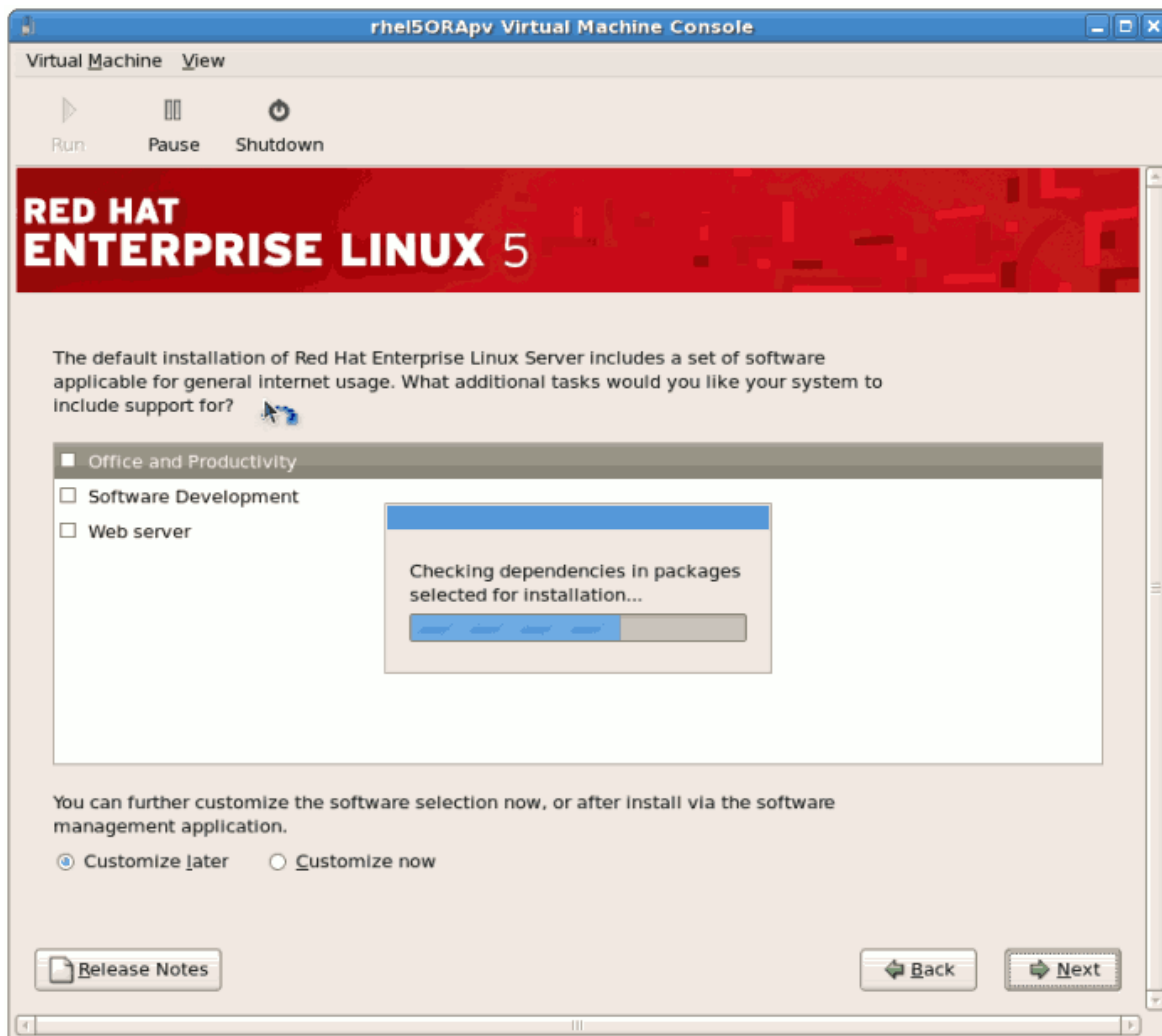 rhel5ORApv Virtual Machine Console
Virtual Machine View
Run Pause Shutdown
RED HAT
ENTERPRISE LINUX 5
The default installation of Red Hat Enterprise Linux Server includes a set of software
applicable for general internet usage. What additional tasks would you like your system to
include support for?
Office and Productivity
Software Development
Web server
Checking dependencies in packages
selected for installation...
You can further customize the software selection now, or after install via the software
management application.
Customize later Customize now
Release Notes Back Next